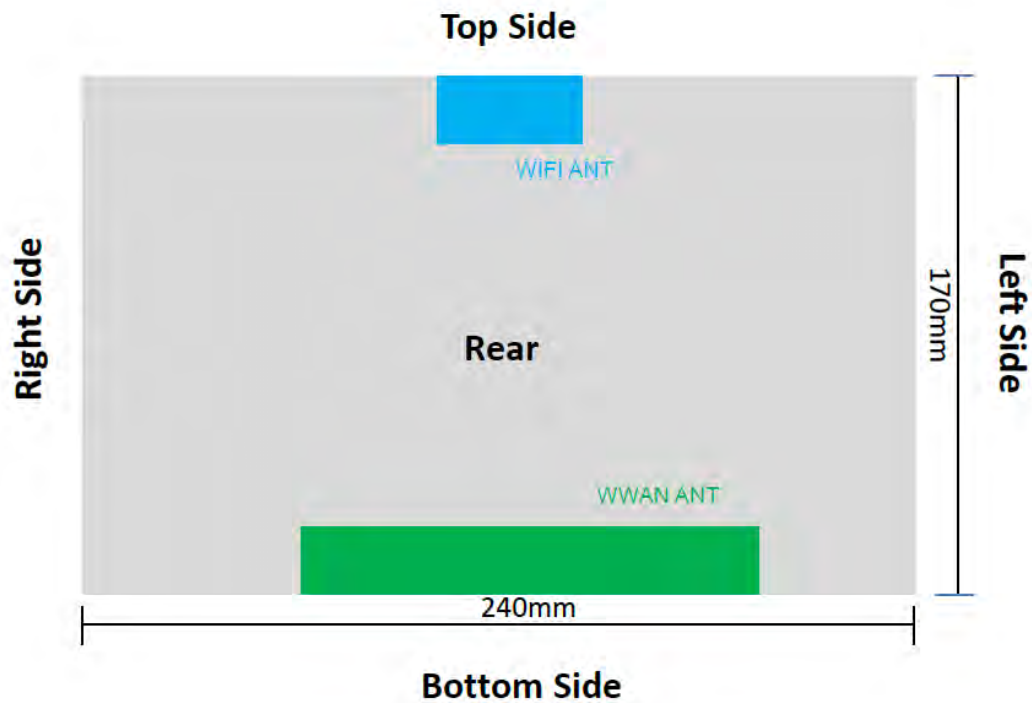 Top Side
WIFI ANT
Right Side
Rear
170mm
Left Side
WWAN ANT
240mm
Bottom Side